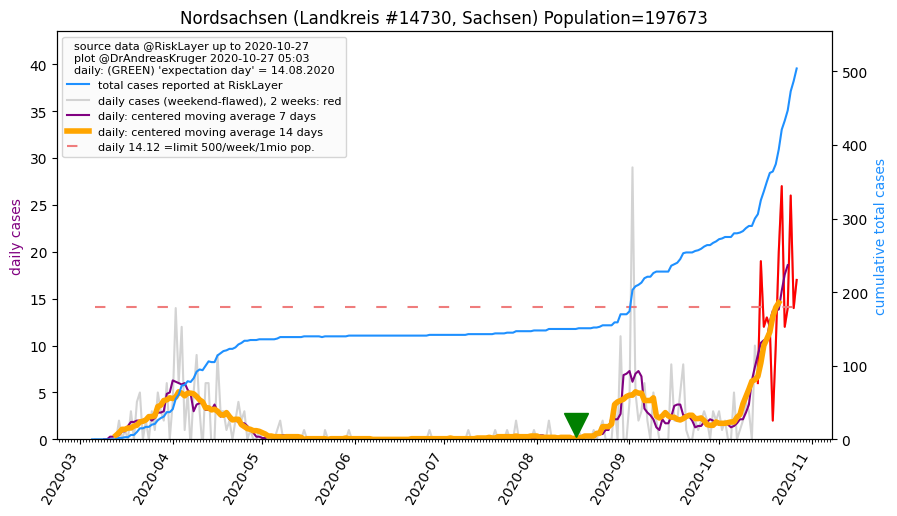 Nordsachsen (Landkreis #14730, Sachsen) Population=197673
source data @RiskLayer up to 2020-10-27
plot @DrAndreasKruger 2020-10-27 05:03
daily: (GREEN) 'expectation day' = 14.08.2020
total cases reported at RiskLayer
daily cases (weekend-flawed), 2 weeks: red
daily: centered moving average 7 days
daily: centered moving average 14 days
daily 14.12 =limit 500/week/1mio pop.
daily cases
40
35
30
25
20
15
10
5
0
cumulative total cases
500
400
300
200
100
0
2020-03
2020-04
2020-05
2020-06
2020-07
2020-08
2020-09
2020-10
2020-11